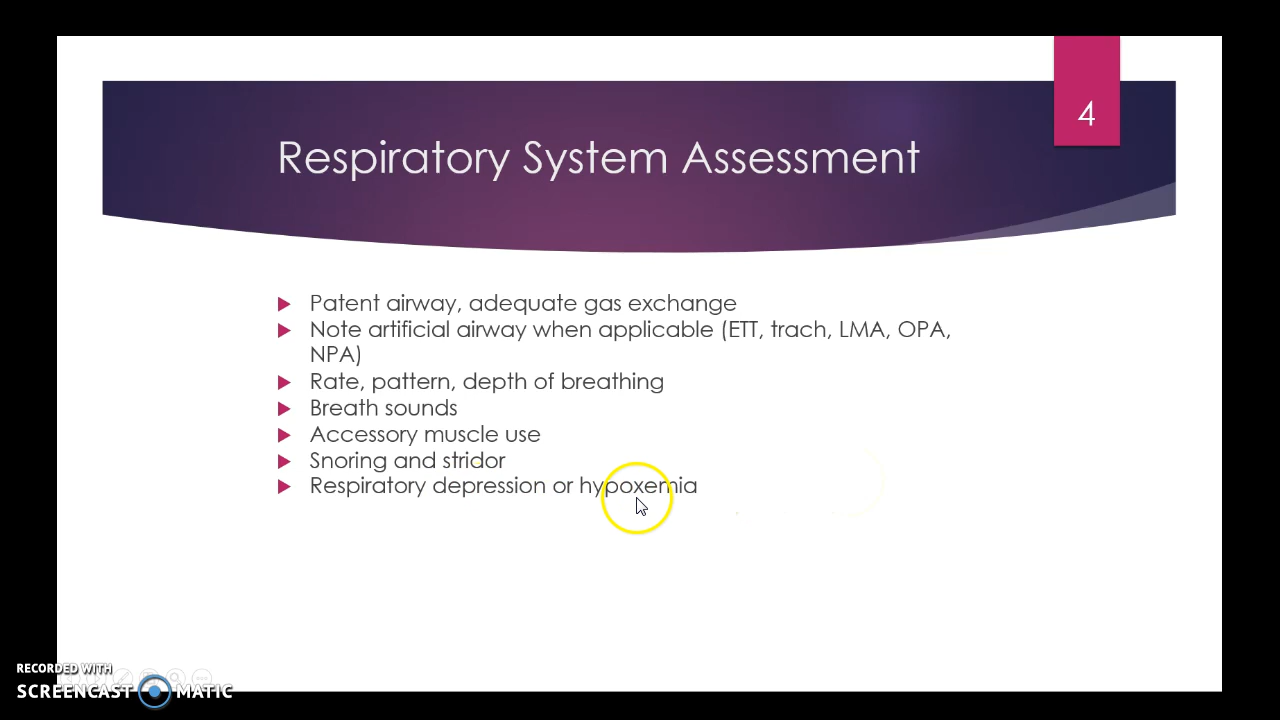 4
Respiratory System Assessment
Patent airway, adequate gas exchange
Note artificial airway when applicable (ETT, trach, LMA, OPA,
NPA)
Rate, pattern, depth of breathing
Breath sounds
Accessory muscle use
Snoring and stridor
Respiratory depression or hypoxemia
RECORDED WITH
SCREENCAST MATIC